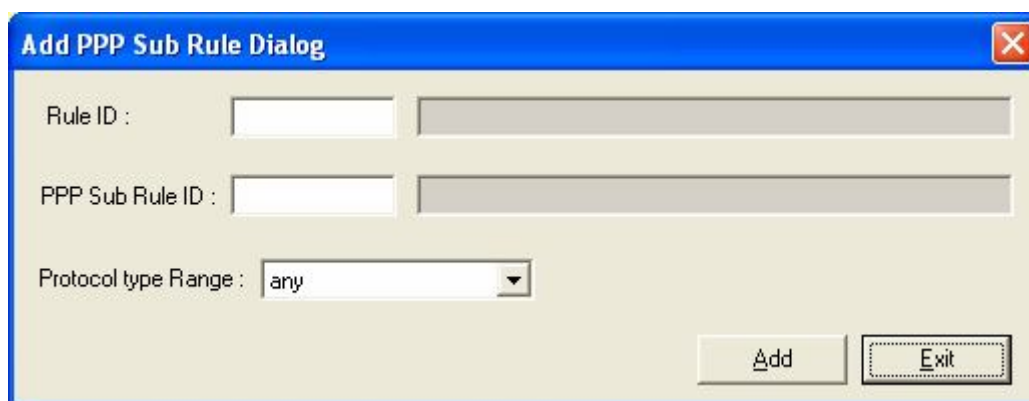 Add PPP Sub Rule Dialog
Rule ID :
PPP Sub Rule ID :
Protocol type Range : any
Add Exit